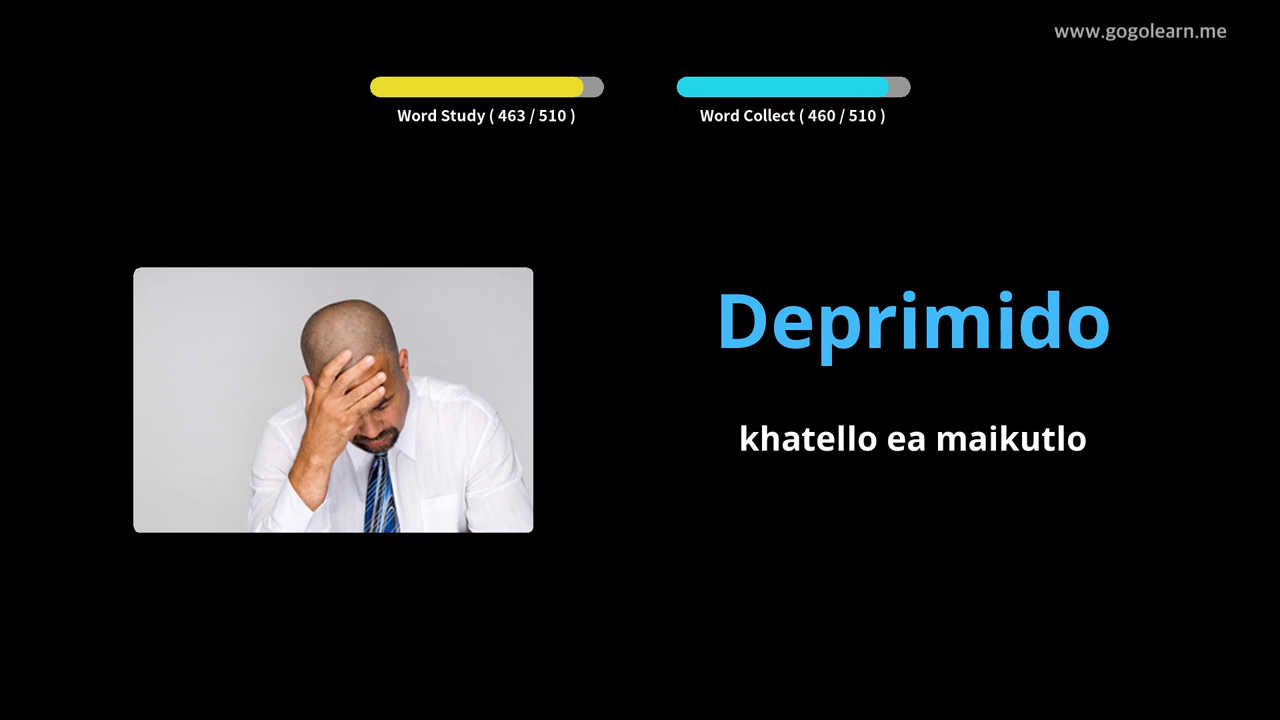 www.gogolearn.me
Word Study ( 463 / 510 )
Word Collect ( 460 / 510 )
Deprimido
khatello ea maikutlo